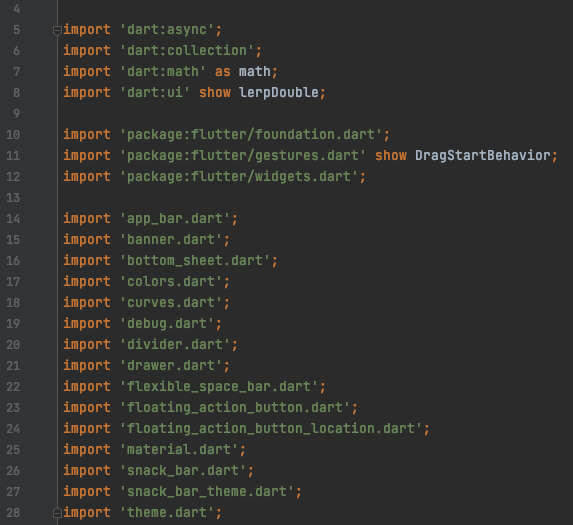 4
5 import 'dart:async';
6 import 'dart:collection';
7 import 'dart:math' as math;
8 import 'dart:ui' show lerpDouble;
9
10 import 'package:flutter/foundation.dart';
11 import 'package:flutter/gestures.dart' show DragStartBehavior;
12 import 'package:flutter/widgets.dart';
13
14 import 'app_bar.dart';
15 import 'banner.dart';
16 import 'bottom_sheet.dart';
17 import 'colors.dart';
18 import 'curves.dart';
19 import 'debug.dart';
20 import 'divider.dart';
21 import 'drawer.dart';
22 import 'flexible_space_bar.dart';
23 import 'floating_action_button.dart';
24 import 'floating_action_button_location.dart';
25 import 'material.dart';
26 import 'snack_bar.dart';
27 import 'snack_bar_theme.dart';
28 import 'theme.dart';